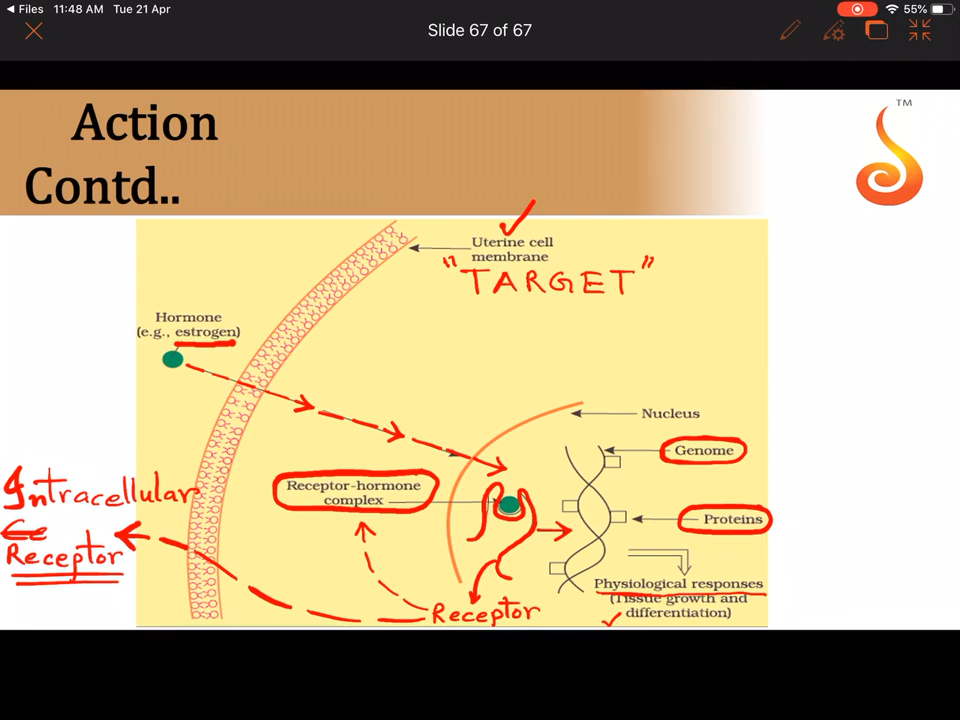 Files 11:48 AM Tue 21 Apr 55%
Slide 67 of 67
TM
Action
Contd..
Uterine cell
membrane
"TARGET"
Hormone
(e.g., estrogen)
Nucleus
Genome
Receptor-hormone
complex
Intracellular
Ce
Receptor
Proteins
Physiological responses
(Tissue growth and
differentiation)
Receptor